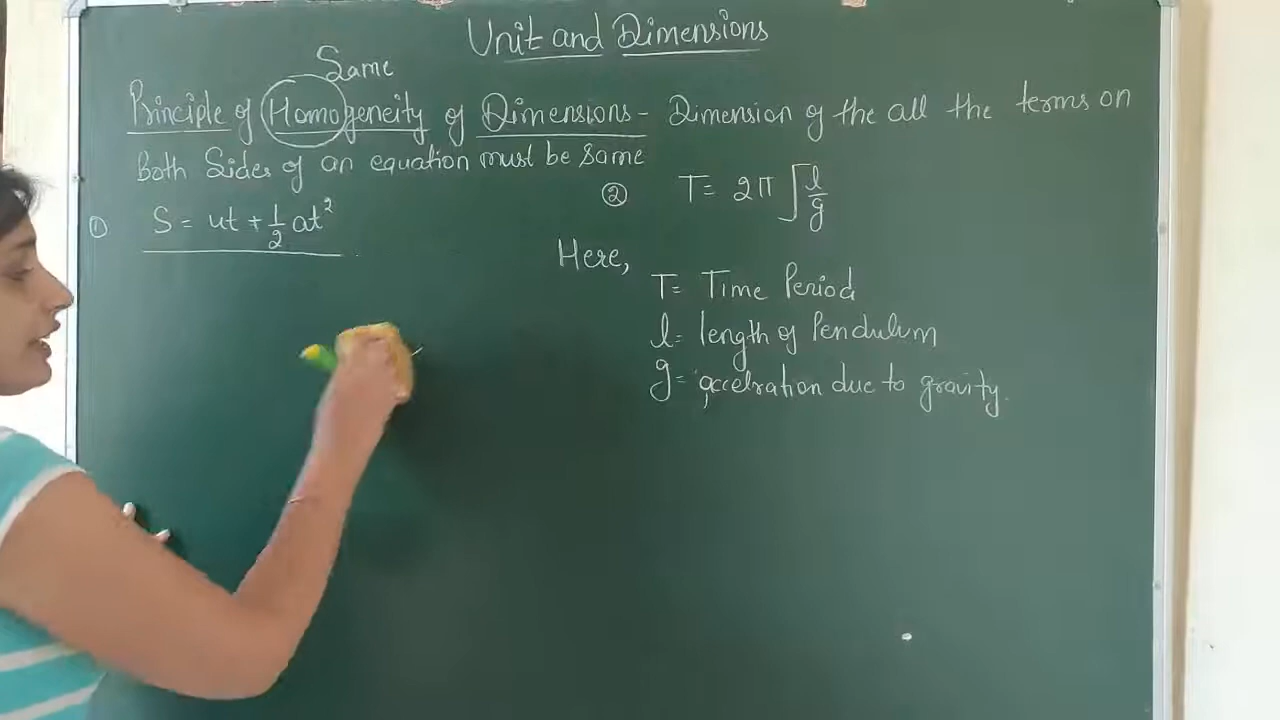 Unit and Dimensions
Same
Principle of Homogeneity of Dimensions - Dimension of the all the terms on
Both Sides of an equation must be same
① S = ut + 1/2 at²
② T = 2π √l/g
Here,
T = Time Period
l = length of Pendulum
g = accelration due to gravity.